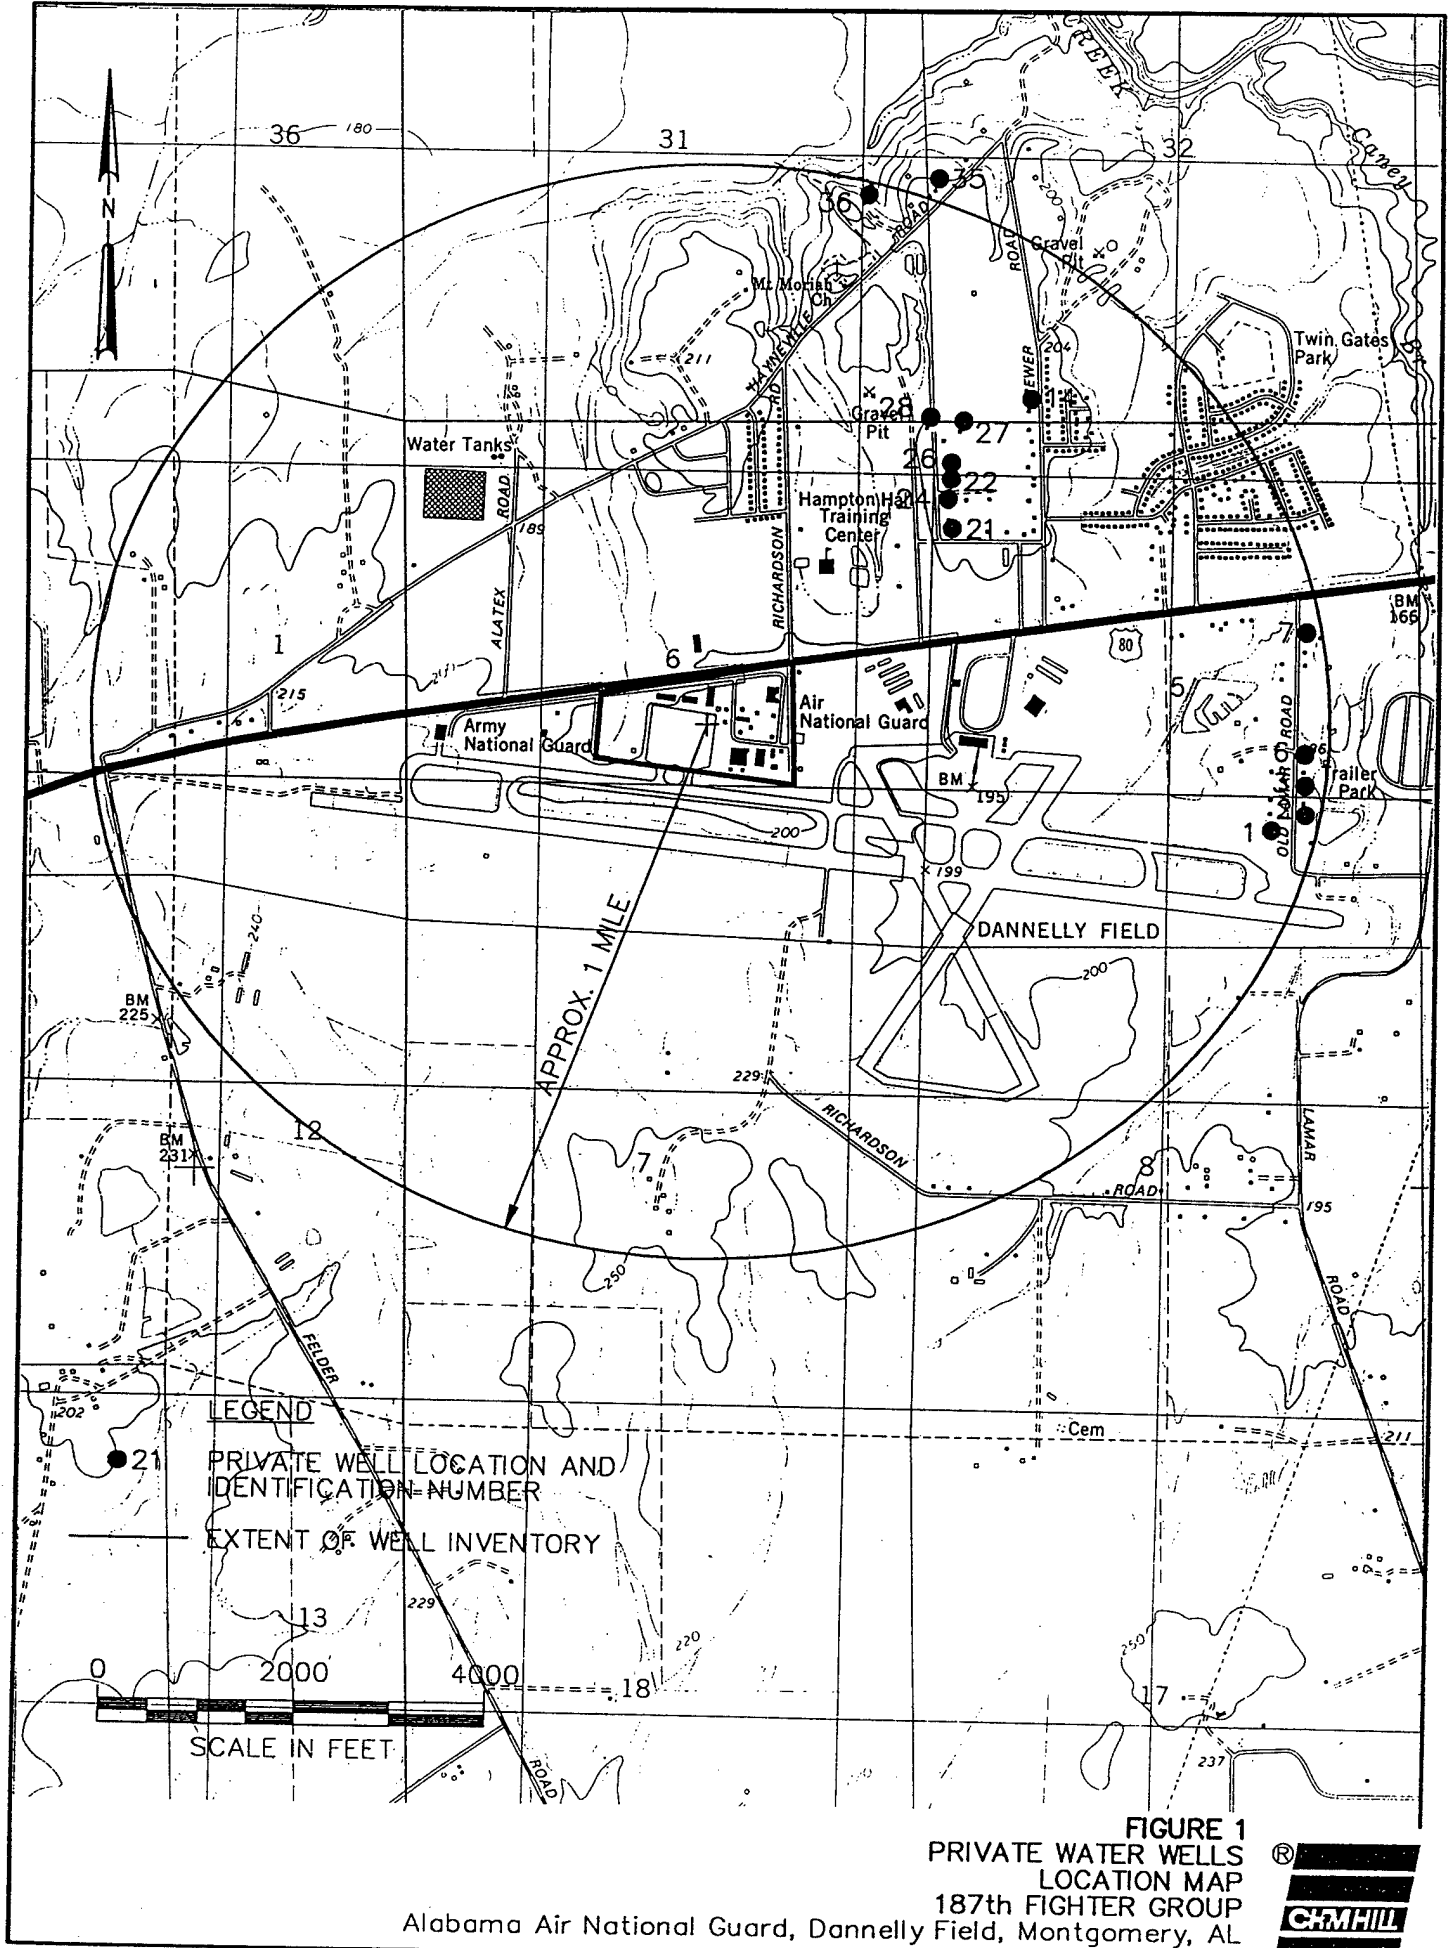 CREEK
Caney
Br
36
180
31
32
N
36
35
ROAD
200
Gravel
Pit
ROAD
Mt Moriah
Ch
HAYNEVILLE
RD
211
204
Twin Gates
Park
SEWER
14
28
27
Gravel
Pit
Water Tanks
26
22
24
21
Hampton Hall
Training
Center
ROAD
189
ALATEX
RICHARDSON
BM
166
1
6
7
80
5
215
Army
National Guard
Air
National Guard
OLD LAMAR ROAD
BM
195
Trailer
Park
1
200
199
DANNELLY FIELD
APPROX. 1 MILE
240
200
BM
225
229
RICHARDSON
ROAD
12
BM
231
7
8
LAMAR
195
250
ROAD
FELDER
202
LEGEND
Cem
211
21
PRIVATE WELL LOCATION AND
IDENTIFICATION NUMBER
EXTENT OF WELL INVENTORY
229
13
220
250
0 2000 4000
18
17
SCALE IN FEET
ROAD
237
FIGURE 1
PRIVATE WATER WELLS
LOCATION MAP
187th FIGHTER GROUP
Alabama Air National Guard, Dannelly Field, Montgomery, AL
®
CH2MHILL